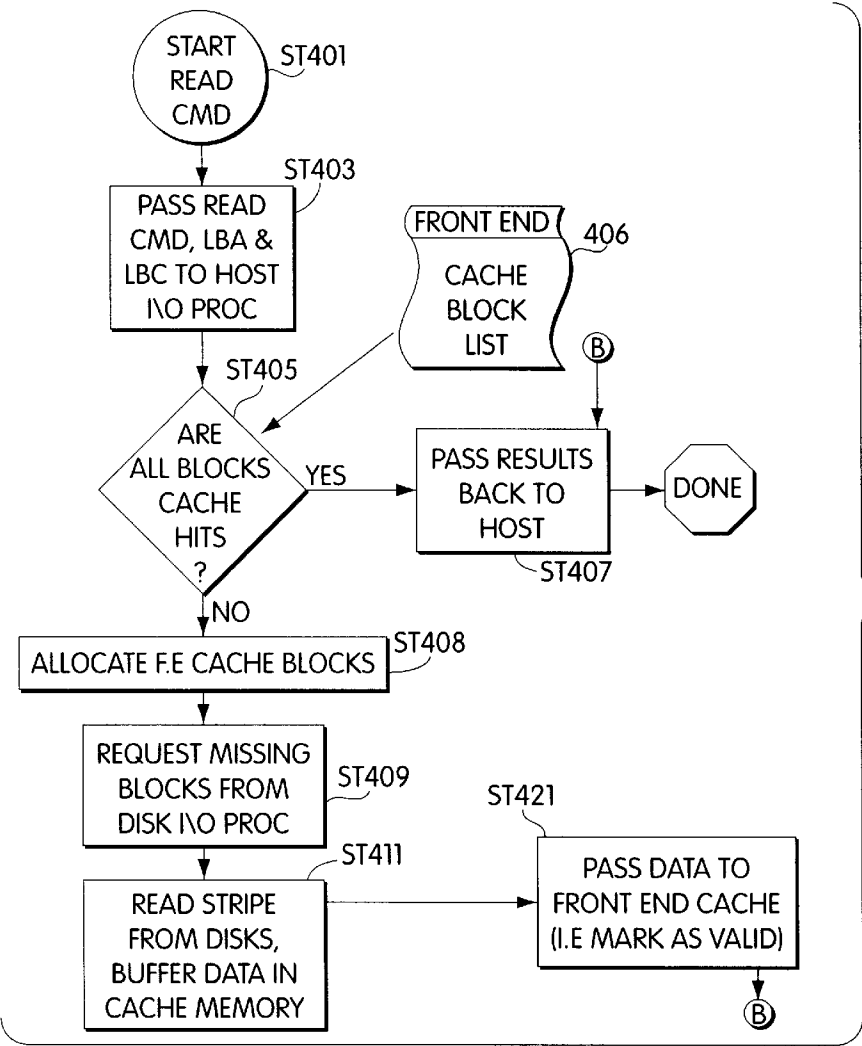 START
READ
CMD
ST401
ST403
PASS READ
CMD, LBA &
LBC TO HOST
I\O PROC
FRONT END
CACHE
BLOCK
LIST
406
B
ST405
ARE
ALL BLOCKS
CACHE
HITS
?
YES
PASS RESULTS
BACK TO
HOST
ST407
DONE
NO
ALLOCATE F.E CACHE BLOCKS
ST408
REQUEST MISSING
BLOCKS FROM
DISK I\O PROC
ST409
ST411
READ STRIPE
FROM DISKS,
BUFFER DATA IN
CACHE MEMORY
ST421
PASS DATA TO
FRONT END CACHE
(I.E MARK AS VALID)
B